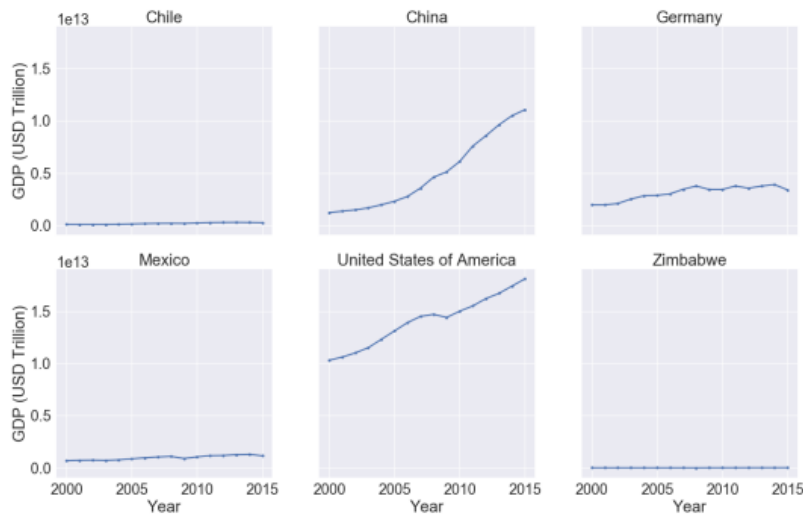 1e13
Chile
China
Germany
GDP (USD Trillion)
1.5
1.0
0.5
0.0
1e13
Mexico
United States of America
Zimbabwe
GDP (USD Trillion)
1.5
1.0
0.5
0.0
2000 2005 2010 2015
Year
2000 2005 2010 2015
Year
2000 2005 2010 2015
Year